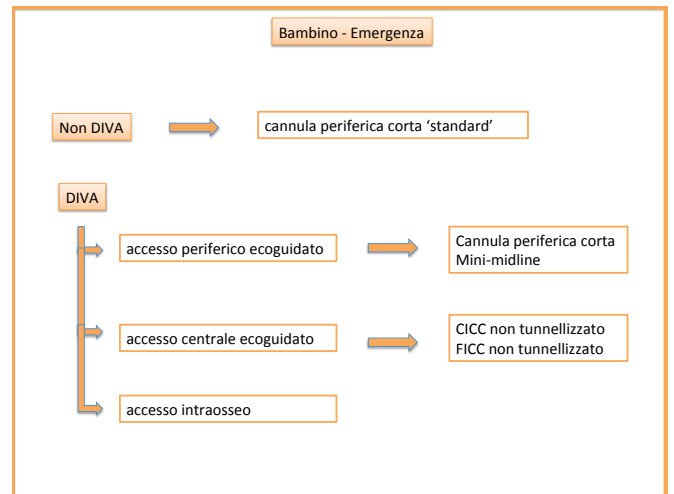 Bambino - Emergenza
Non DIVA
cannula periferica corta ‘standard’
DIVA
accesso periferico ecoguidato
Cannula periferica corta
Mini-midline
accesso centrale ecoguidato
CICC non tunnellizzato
FICC non tunnellizzato
accesso intraosseo